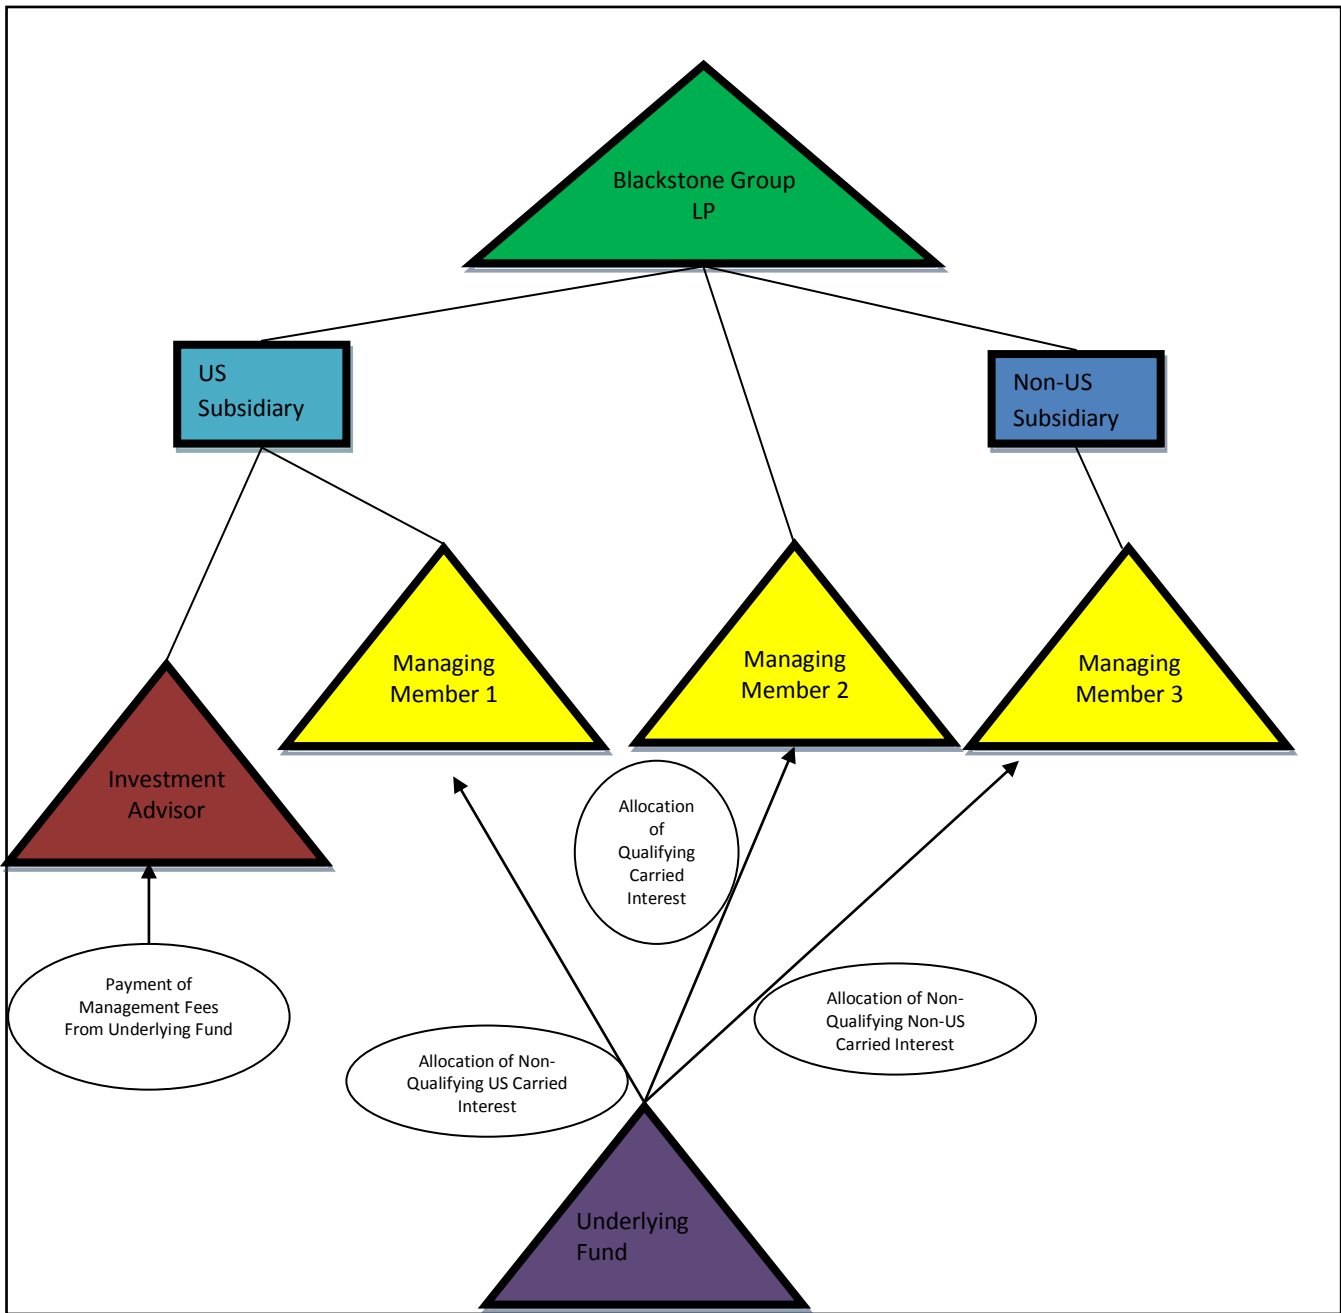 Blackstone Group
LP
US
Subsidiary
Non-US
Subsidiary
Managing
Member 1
Managing
Member 2
Managing
Member 3
Investment
Advisor
Allocation
of
Qualifying
Carried
Interest
Payment of
Management Fees
From Underlying Fund
Allocation of Non-
Qualifying US Carried
Interest
Allocation of Non-
Qualifying Non-US
Carried Interest
Underlying
Fund